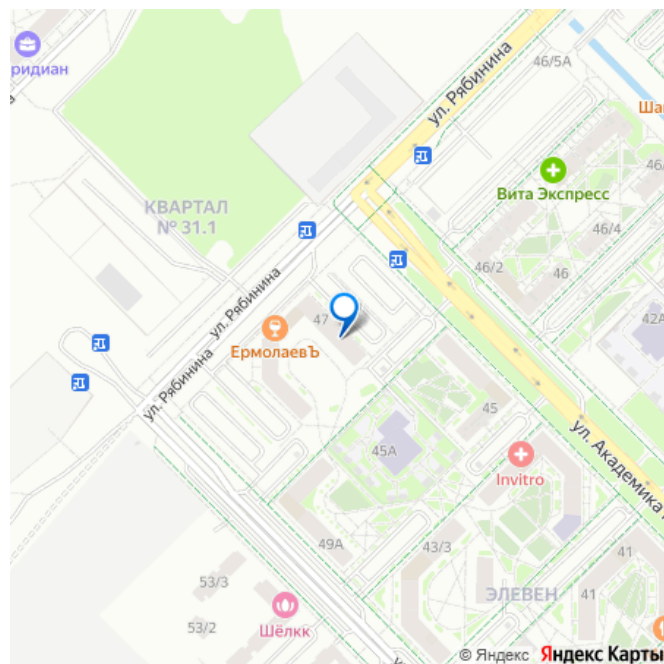 ридиан
46/5А
ул. Рябинина
Ша
Вита Экспресс
46/
46/4
КВАРТАЛ
№ 31.1
46/2
46
ул. Рябинина
42А
47
ЕрмолаевЪ
ул. Рябинина
45
ул. Академика
45А
Invitro
49А
43/3
41
53/3
ЭЛЕВЕН
41
Шёлкк
53/2
© Яндекс Яндекс Карты